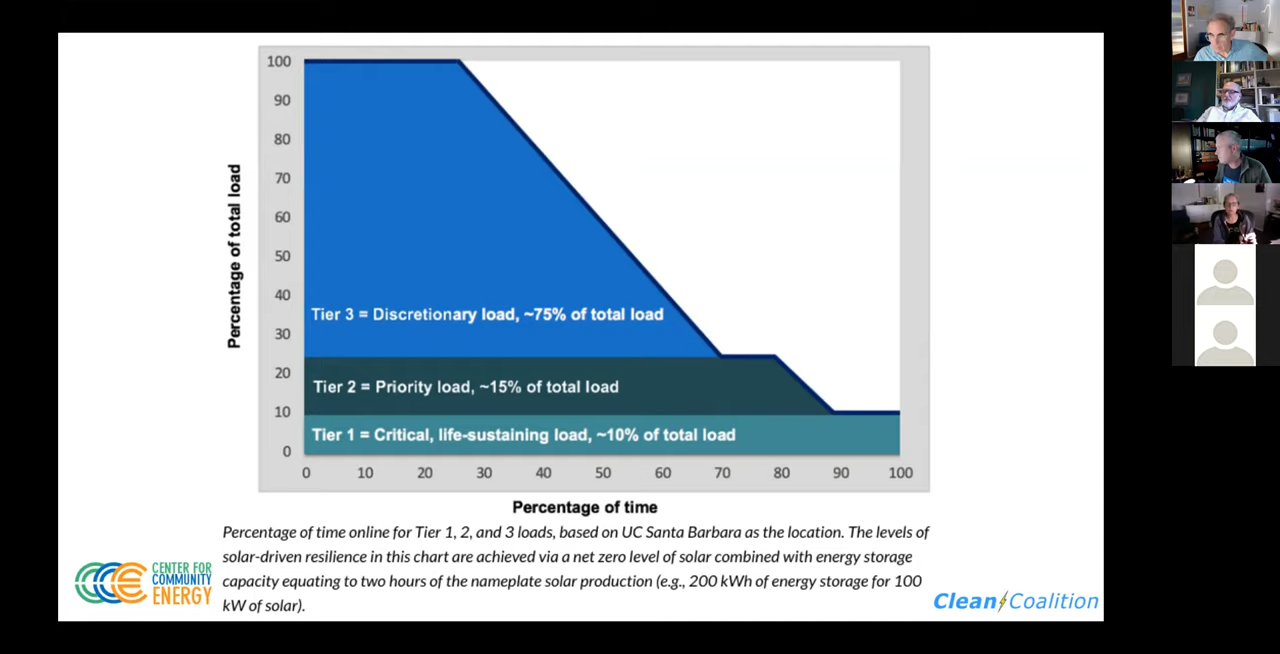 Percentage of total load
100
90
80
70
60
50
40
30
20
10
0
Tier 3 = Discretionary load, ~75% of total load
Tier 2 = Priority load, ~15% of total load
Tier 1 = Critical, life-sustaining load, ~10% of total load
0 10 20 30 40 50 60 70 80 90 100
Percentage of time
Percentage of time online for Tier 1, 2, and 3 loads, based on UC Santa Barbara as the location. The levels of
solar-driven resilience in this chart are achieved via a net zero level of solar combined with energy storage
capacity equating to two hours of the nameplate solar production (e.g., 200 kWh of energy storage for 100
kW of solar).
CENTER FOR
COMMUNITY
ENERGY
Clean Coalition